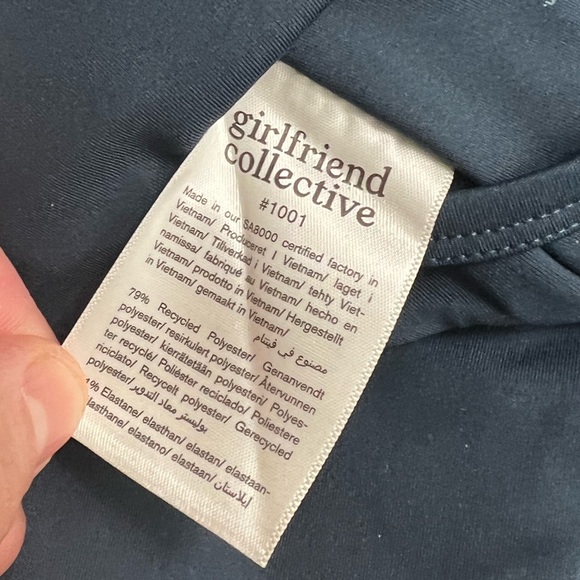 girlfriend
collective
#1001
Made in our SA8000 certified factory in
Vietnam/ Produceret I Vietnam/ laget i
Vietnam/ Tillverkad i Vietnam/ tehty Viet-
namissa/ fabriqué au Vietnam/ hecho en
Vietnam/ prodotto in Vietnam/ Hergestellt
in Vietnam/ gemaakt in Vietnam/
مصنوع في فيتنام
79% Recycled Polyester/ Genanvendt
polyester/ resirkulert polyester/ Återvunnen
polyester/ kierrätetään polyesteri/ Polyes-
ter recyclé/ Poliéster reciclado/ Poliestere
riciclato/ Recycelt polyester/ Gerecycled
polyester/ بوليستر معاد التدوير
1% Elastane/ elasthan/ elastan/ elastaan-
lasthane/ elastano/ elastaan/ إيلاستان/